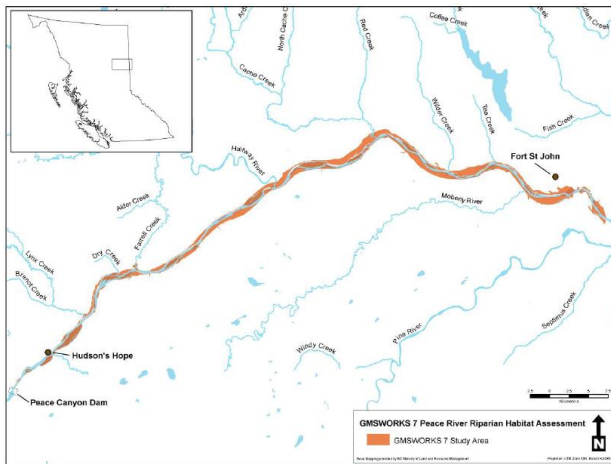 Coffee Creek
North Cache Creek
Red Creek
Cache Creek
Wilder Creek
Tea Creek
Fish Creek
Fort St John
Halfway River
Moberly River
Alder Creek
Farrell Creek
Dry Creek
Lynx Creek
Brenot Creek
Septimus Creek
Pine River
Windy Creek
Hudson's Hope
Peace Canyon Dam
Kilometers
GMSWORKS 7 Peace River Riparian Habitat Assessment
GMSWORKS 7 Study Area
N